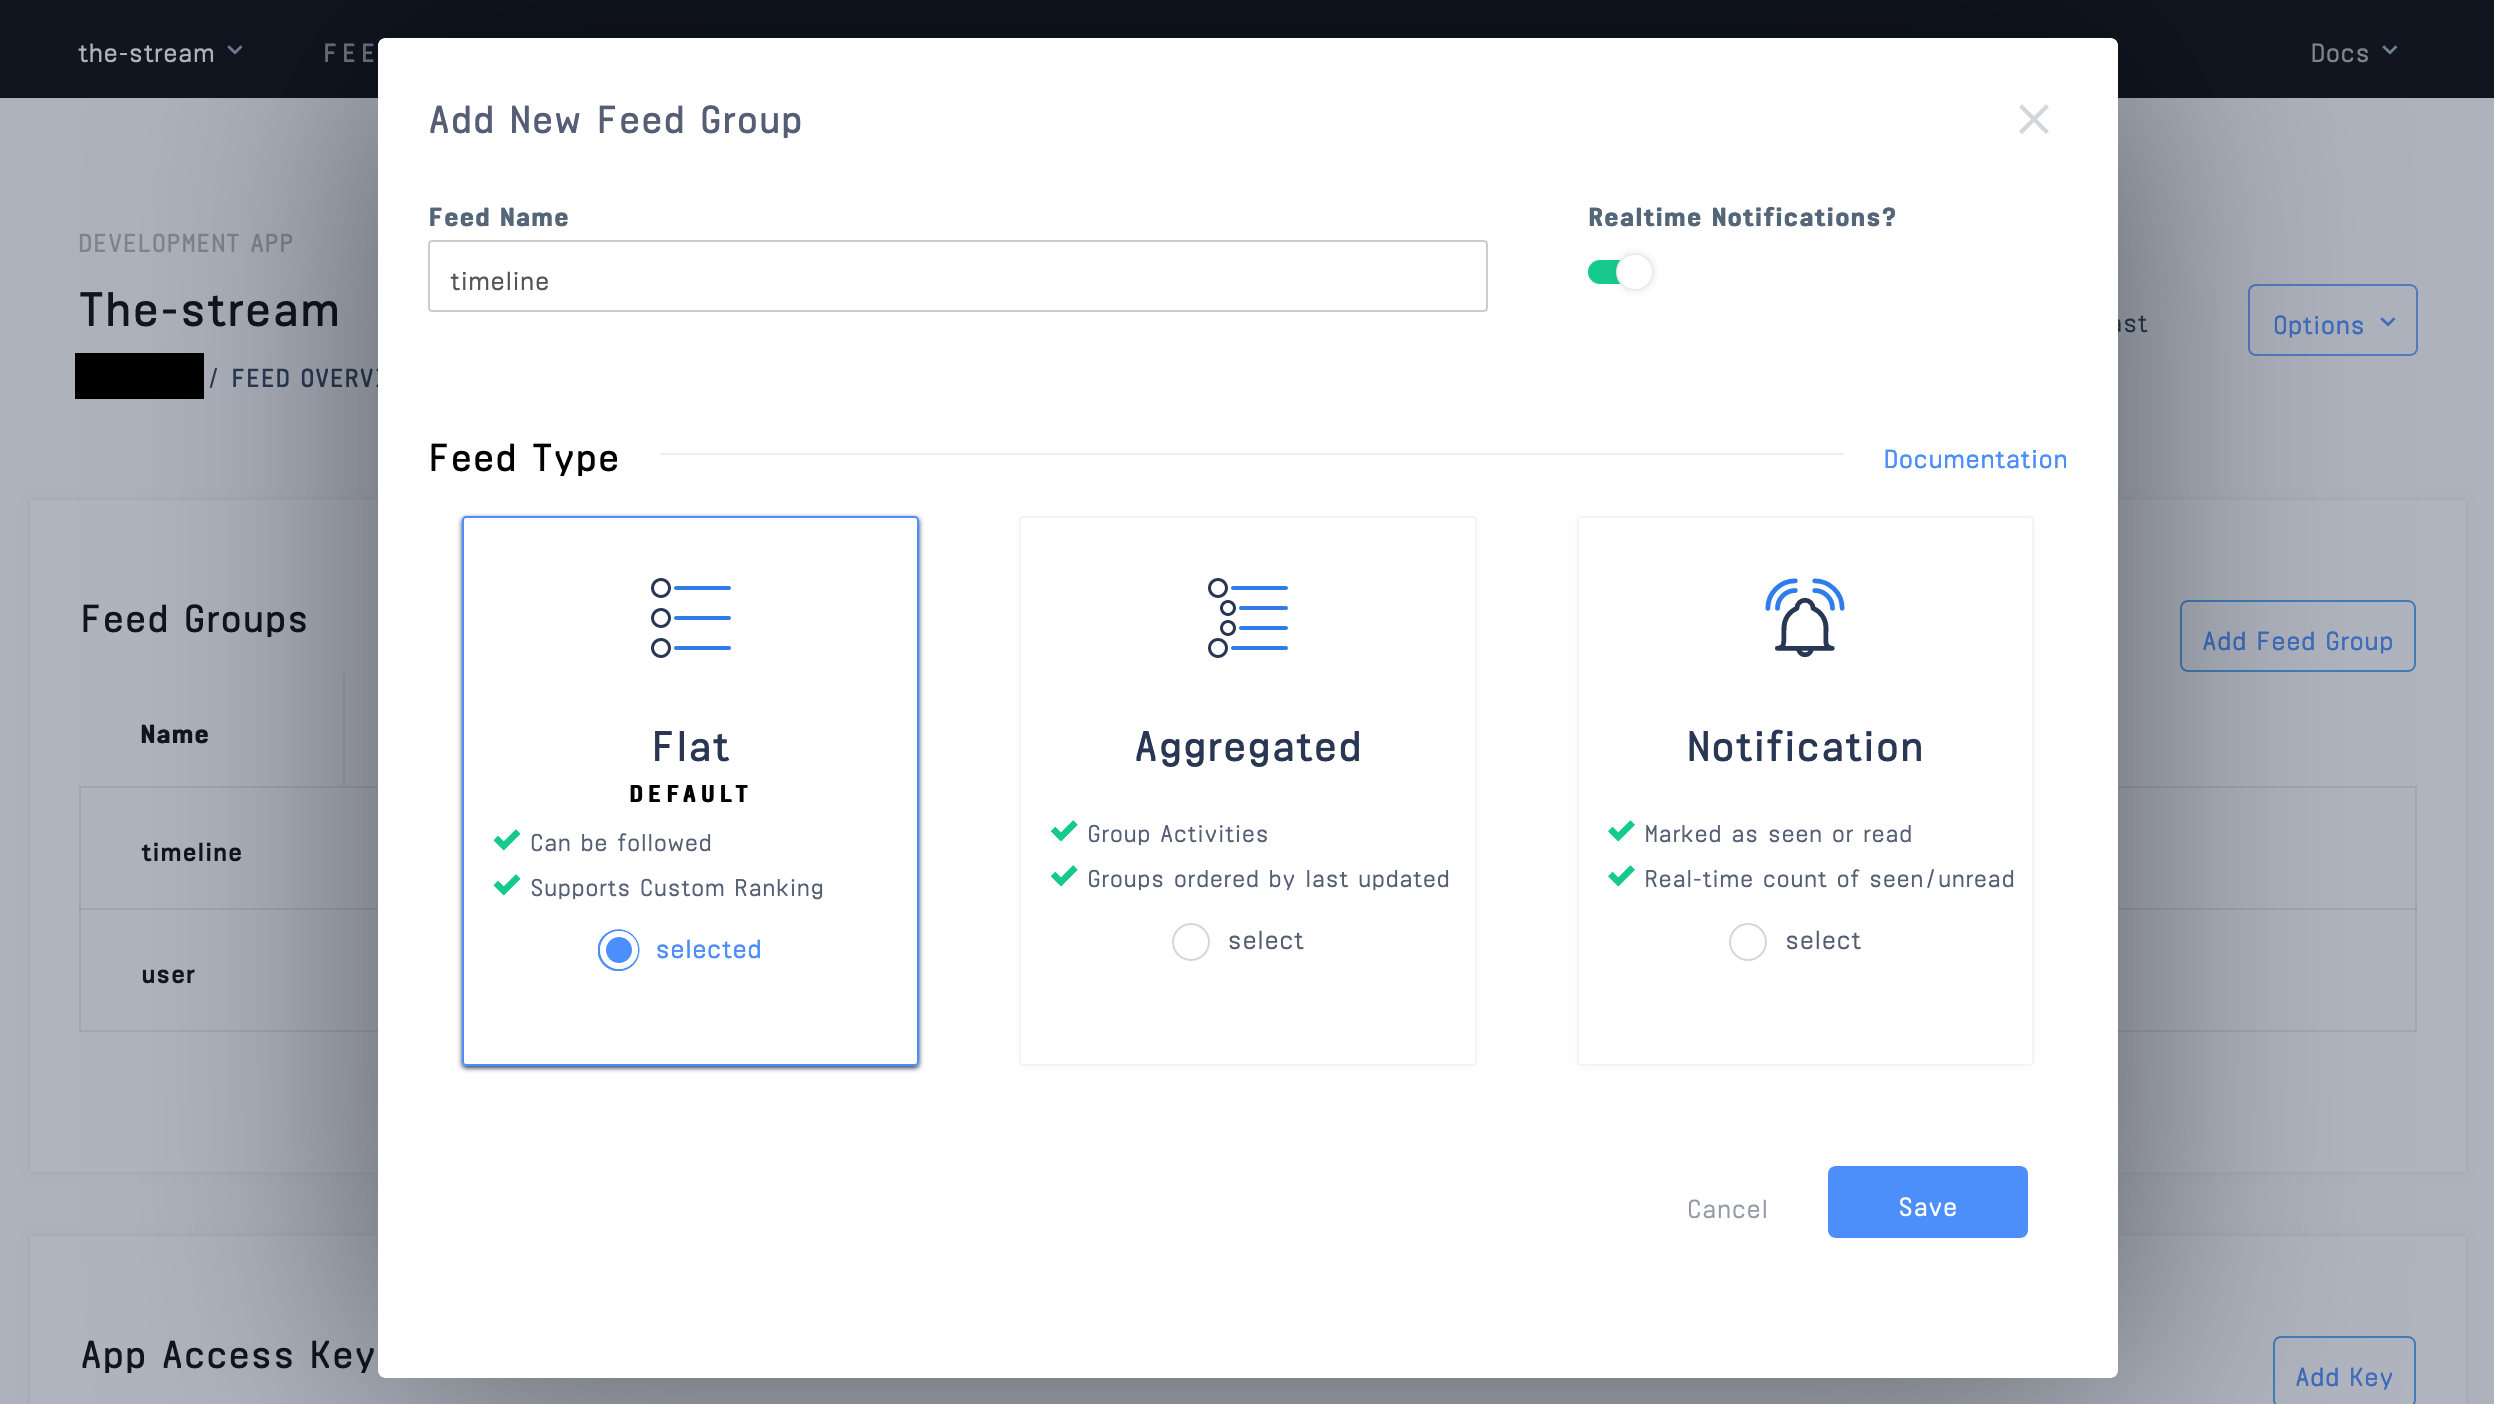 the-stream
FEE
Docs
Add New Feed Group
Feed Name
Realtime Notifications?
timeline
DEVELOPMENT APP
The-stream
/ FEED OVERV
ast
Options
Feed Type
Documentation
Feed Groups
Add Feed Group
Name
timeline
user
Flat
DEFAULT
Can be followed
Supports Custom Ranking
selected
Aggregated
Group Activities
Groups ordered by last updated
select
Notification
Marked as seen or read
Real-time count of seen/unread
select
Cancel
Save
App Access Key
Add Key